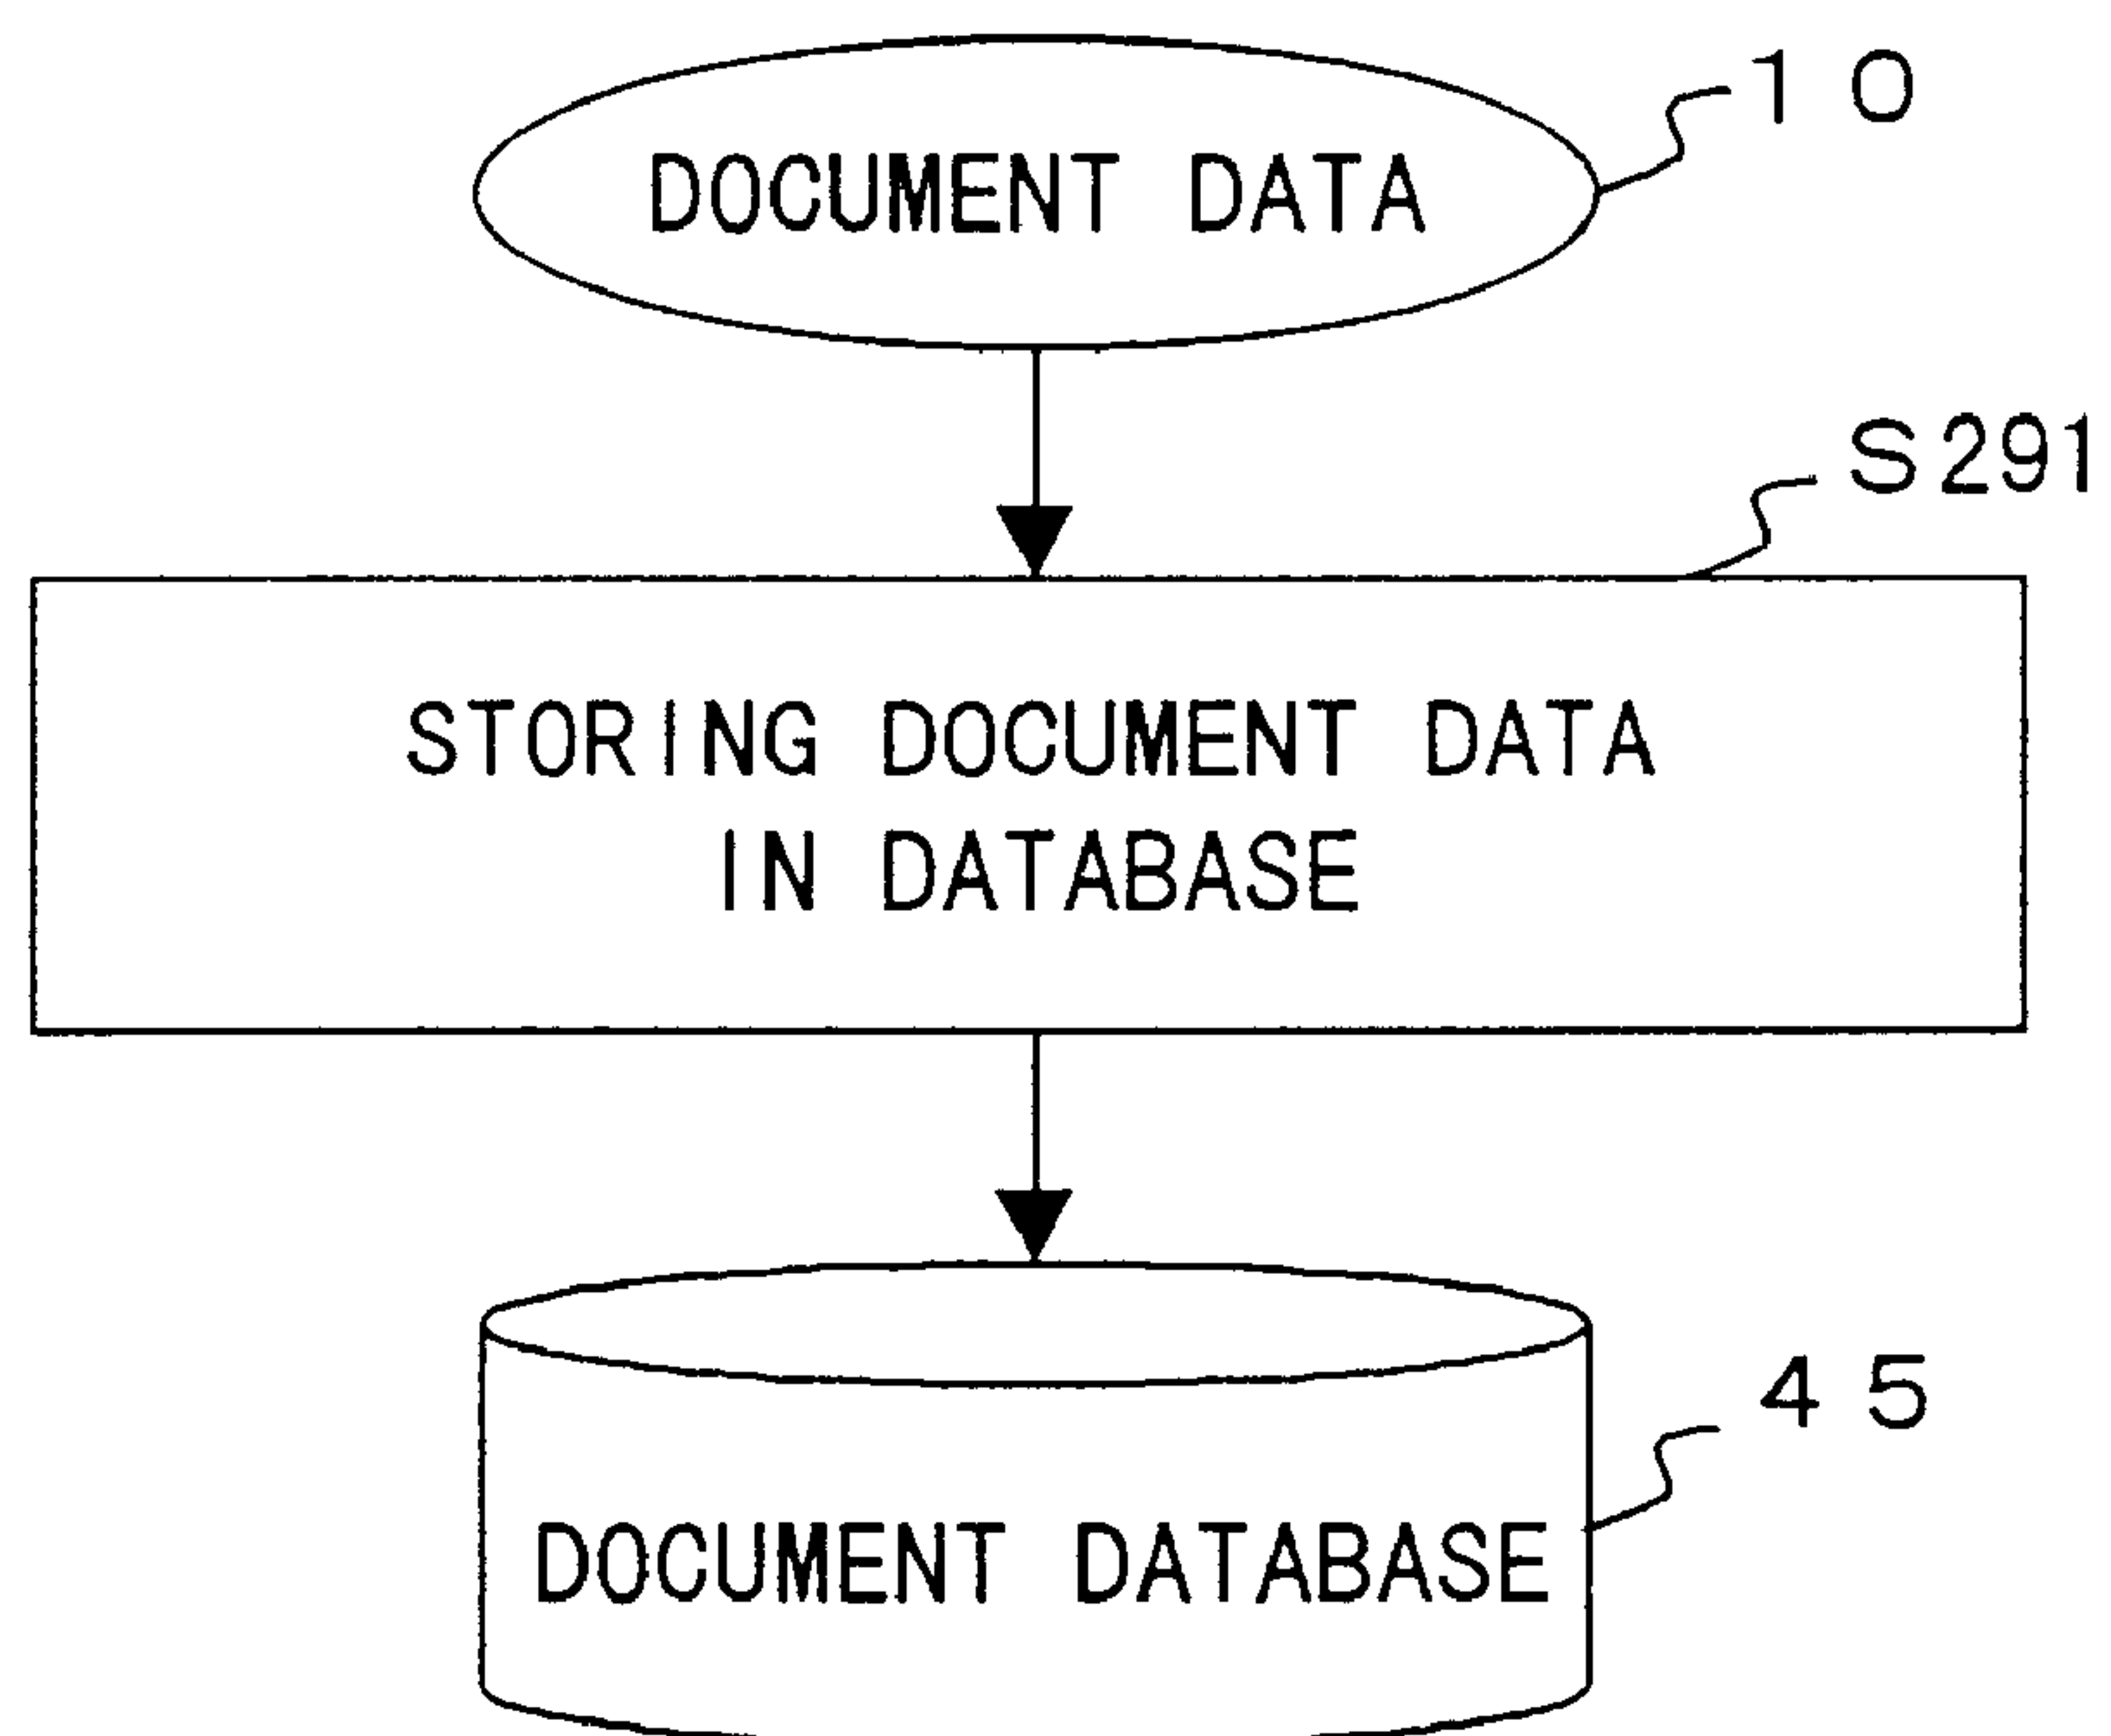 10
DOCUMENT DATA
S291
STORING DOCUMENT DATA
IN DATABASE
45
DOCUMENT DATABASE